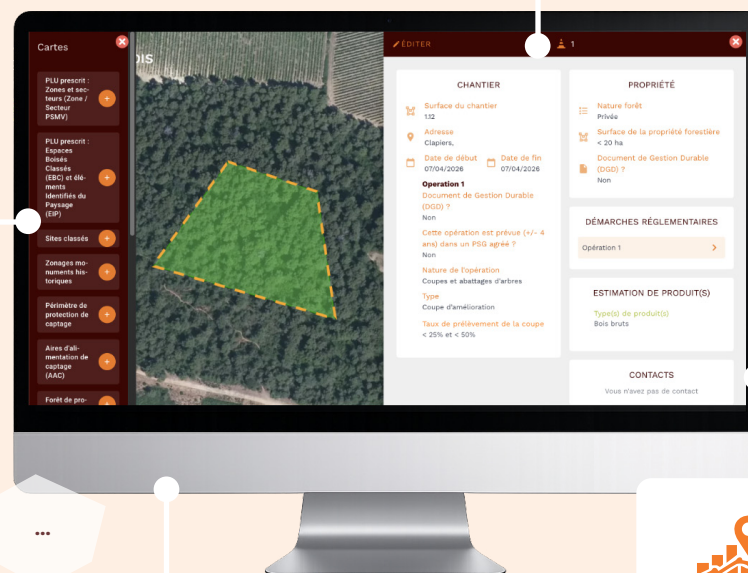 Cartes
PLU prescrit :
Zones et sec-
teurs (Zone /
Secteur
PSMV)
PLU prescrit :
Espaces
Boisés
Classés
(EBC) et élé-
ments
Identifiés du
Paysage
(EIP)
Sites classés
Zonages mo-
numents his-
toriques
Périmètre de
protection de
captage
Aires d'ali-
mentation de
captage
(AAC)
Forêt de pro-
OIS
ÉDITER
1
CHANTIER
Surface du chantier
1.12
Adresse
Clapiers,
Date de début
07/04/2026
Date de fin
07/04/2026
Operation 1
Document de Gestion Durable
(DGD) ?
Non
Cette opération est prévue (+/- 4
ans) dans un PSG agréé ?
Non
Nature de l'opération
Coupes et abattages d'arbres
Type
Coupe d'amélioration
Taux de prélèvement de la coupe
< 25% et < 50%
PROPRIÉTÉ
Nature forêt
Privée
Surface de la propriété forestière
< 20 ha
Document de Gestion Durable
(DGD) ?
Non
DÉMARCHES RÉGLEMENTAIRES
Opération 1
ESTIMATION DE PRODUIT(S)
Type(s) de produit(s)
Bois bruts
CONTACTS
Vous n'avez pas de contact
...